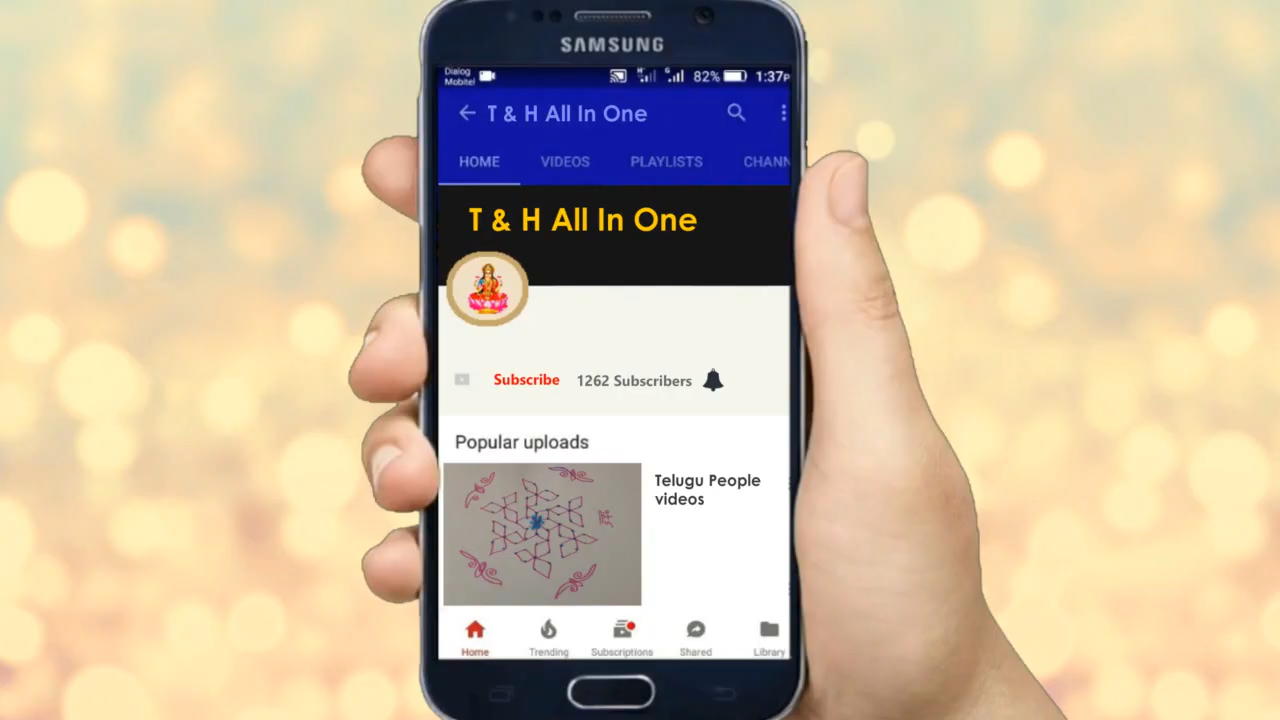 SAMSUNG
Dialog
Mobitel
82%
1:37P
T & H All In One
HOME VIDEOS PLAYLISTS CHANN
T & H All In One
Subscribe 1262 Subscribers
Popular uploads
Telugu People
videos
Home Trending Subscriptions Shared Library